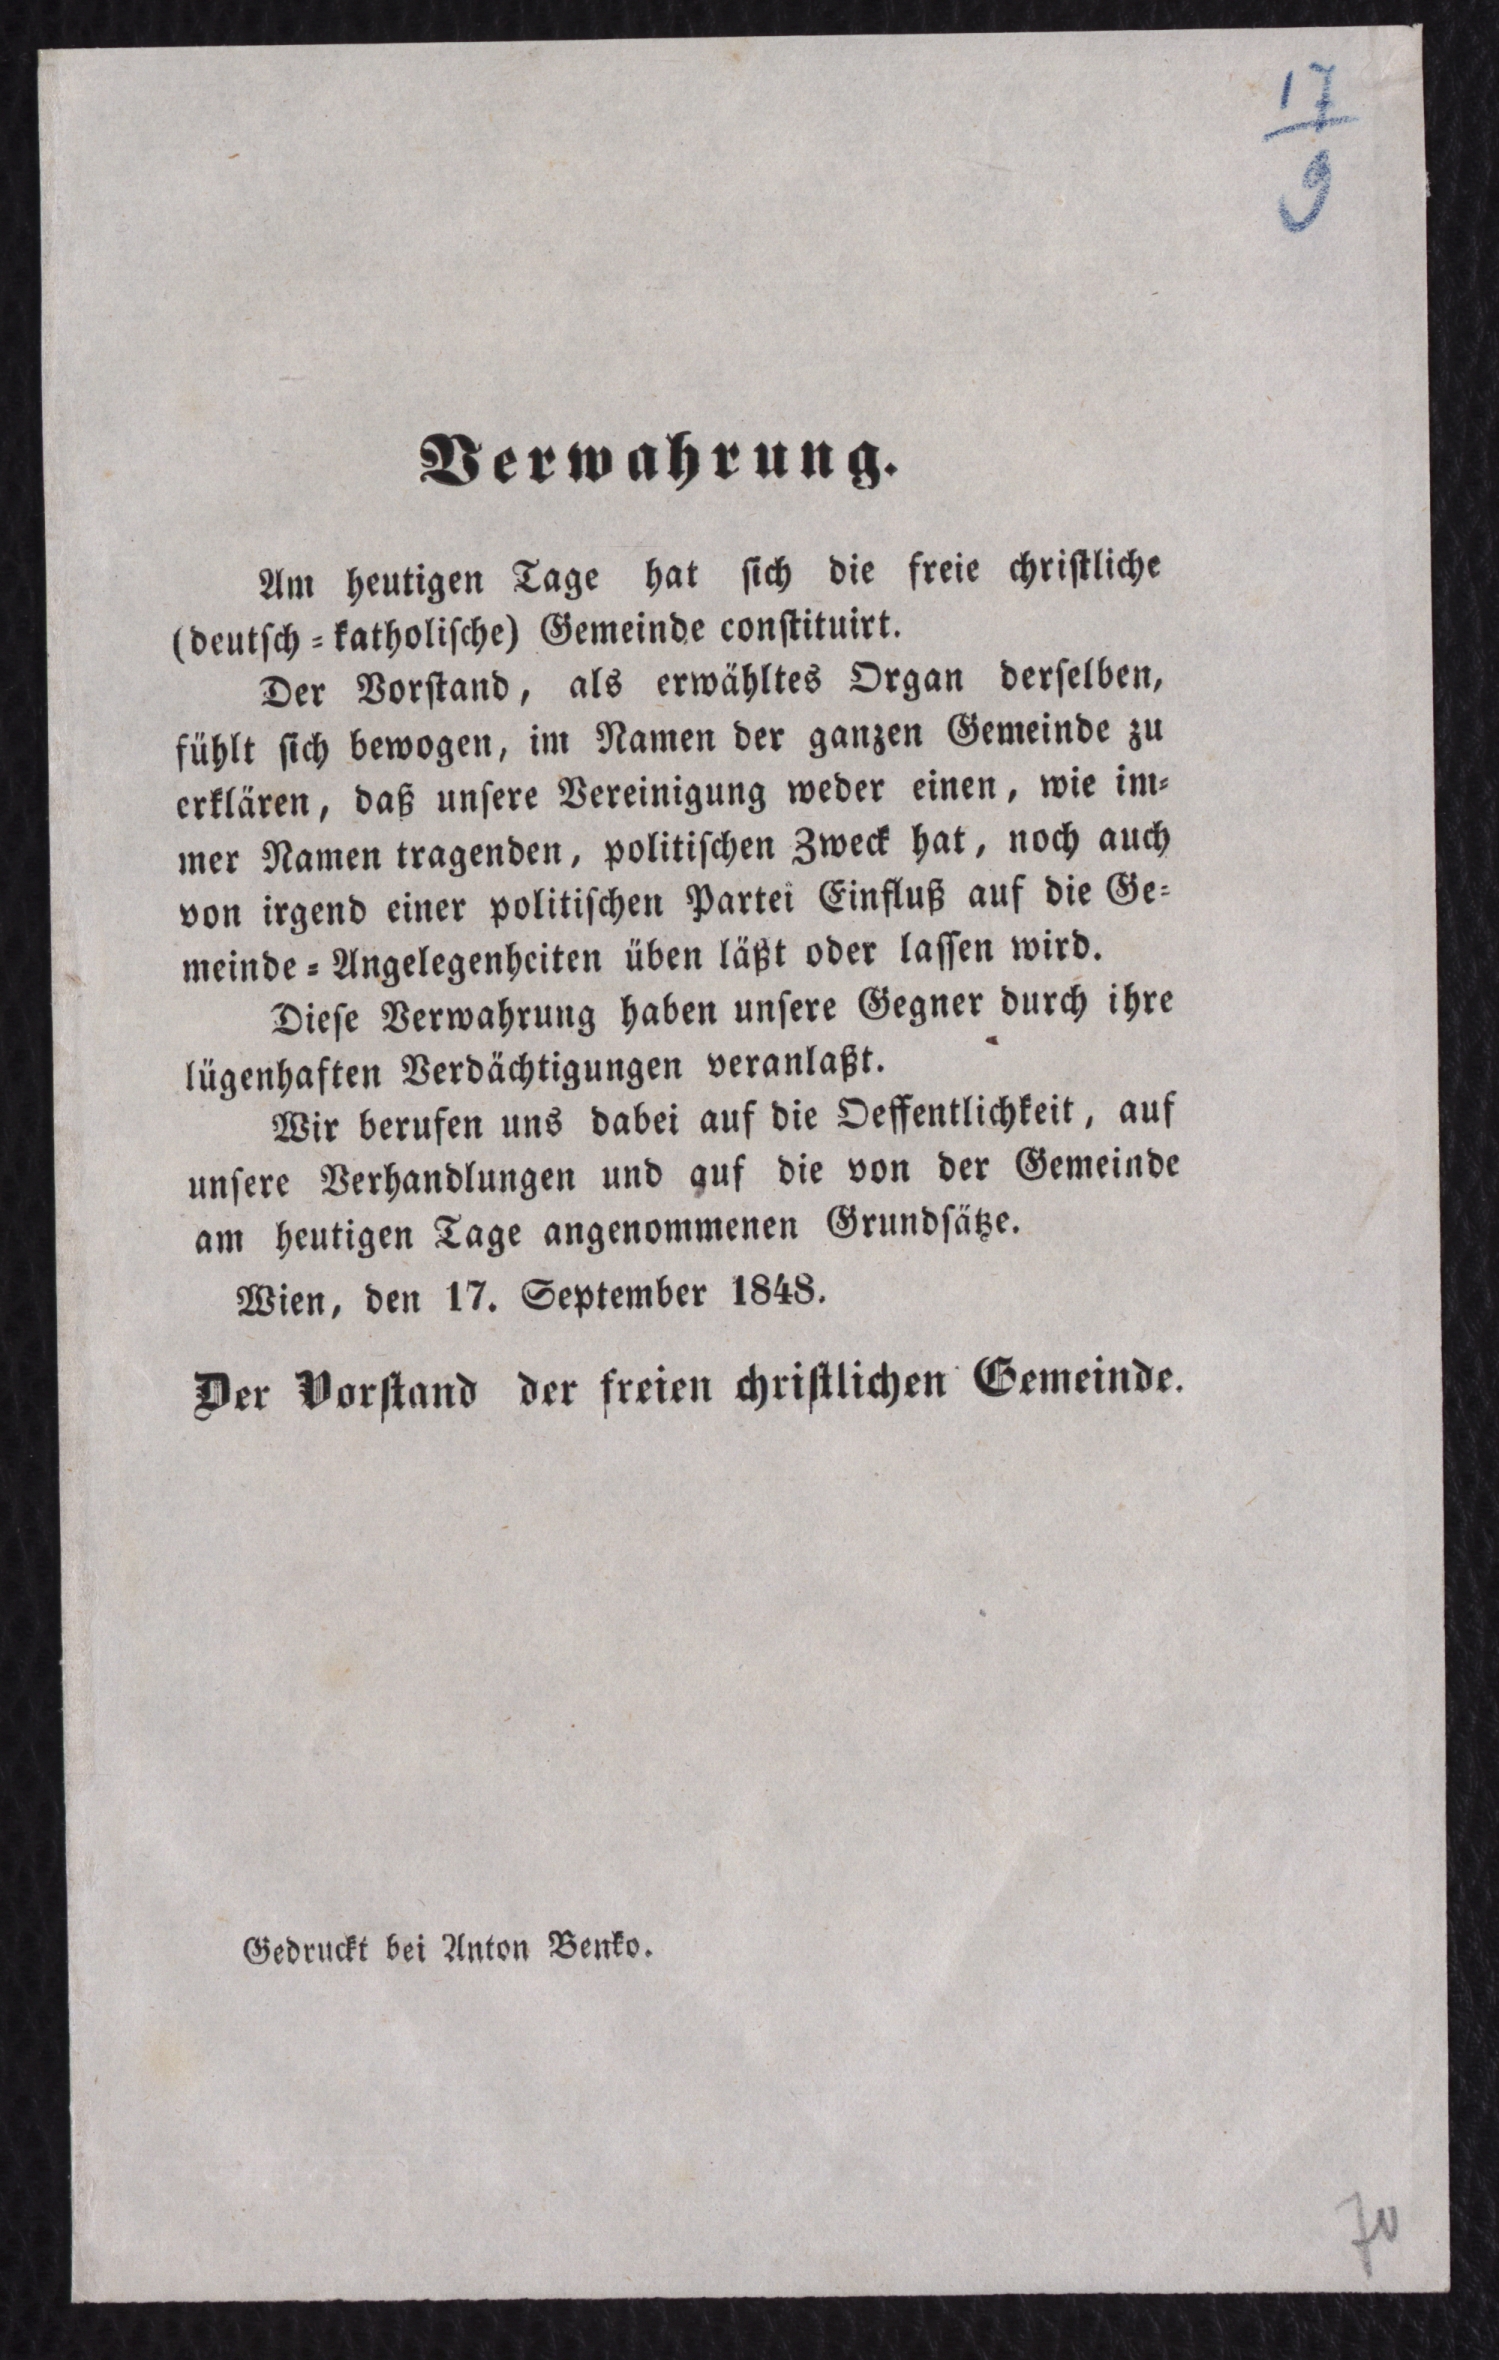 17
9
Verwahrung.
Am heutigen Tage hat sich die freie christliche
(deutsch=katholische) Gemeinde constituirt.
Der Vorstand, als erwähltes Organ derselben,
fühlt sich bewogen, im Namen der ganzen Gemeinde zu
erklären, daß unsere Vereinigung weder einen, wie im=
mer Namen tragenden, politischen Zweck hat, noch auch
von irgend einer politischen Partei Einfluß auf die Ge=
meinde=Angelegenheiten üben läßt oder lassen wird.
Diese Verwahrung haben unsere Gegner durch ihre
lügenhaften Verdächtigungen veranlaßt.
Wir berufen uns dabei auf die Oeffentlichkeit, auf
unsere Verhandlungen und auf die von der Gemeinde
am heutigen Tage angenommenen Grundsätze.
Wien, den 17. September 1848.
Der Vorstand der freien christlichen Gemeinde.
Gedruckt bei Anton Benko.
70